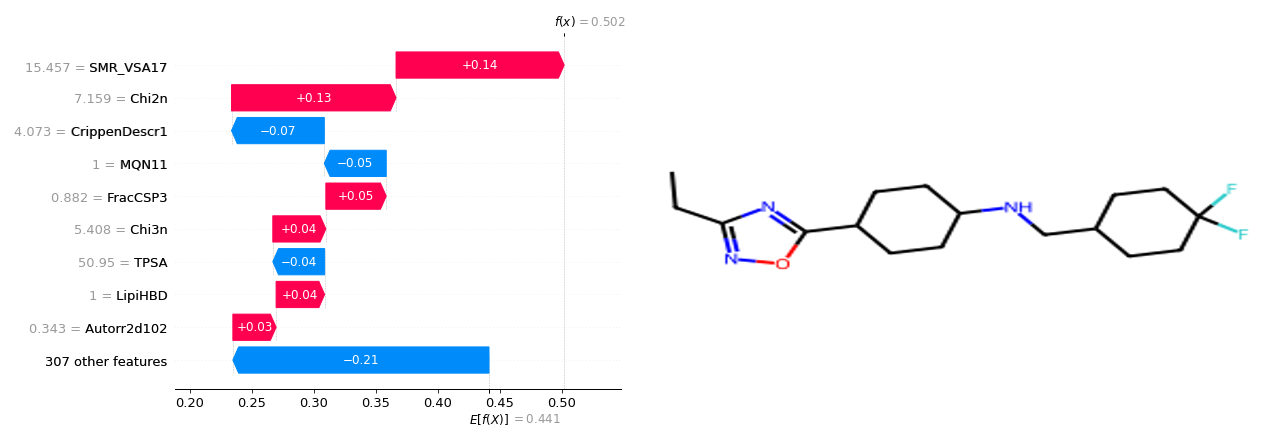 f(x) = 0.502
15.457 = SMR_VSA17
+0.14
7.159 = Chi2n
+0.13
4.073 = CrippenDescr1
−0.07
1 = MQN11
−0.05
0.882 = FracCSP3
+0.05
5.408 = Chi3n
+0.04
50.95 = TPSA
−0.04
1 = LipiHBD
+0.04
0.343 = Autorr2d102
+0.03
307 other features
−0.21
0.20 0.25 0.30 0.35 0.40 0.45 0.50
E[f(X)] = 0.441
N
N
O
NH
F
F